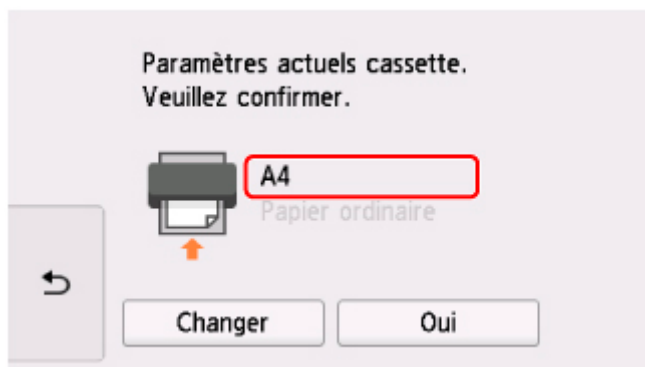 Paramètres actuels cassette.
Veuillez confirmer.
A4
Papier ordinaire
Changer
Oui